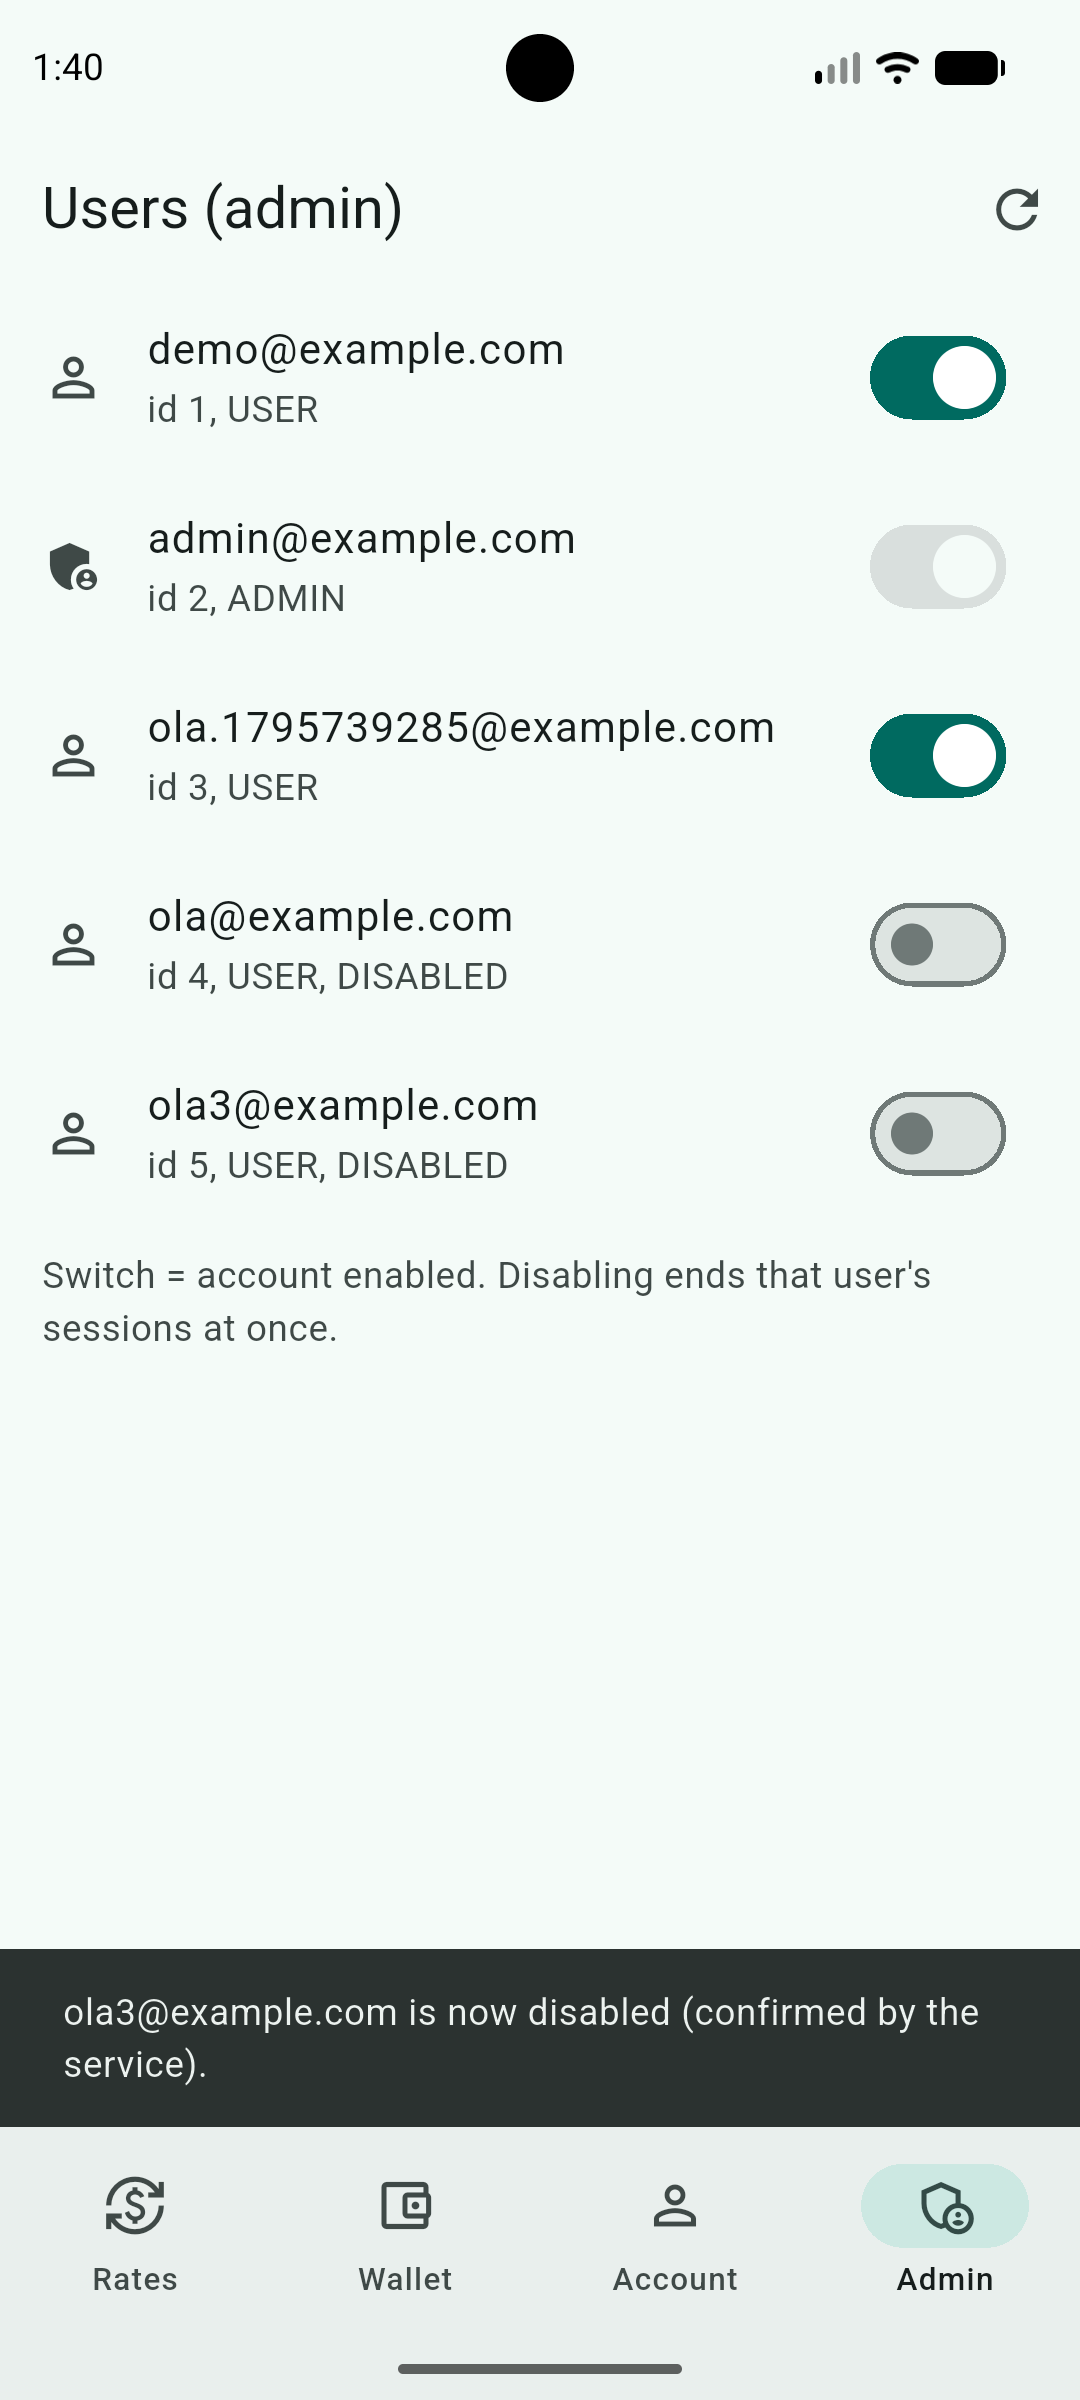 1:40
Users (admin)
demo@example.com
id 1, USER
admin@example.com
id 2, ADMIN
ola.1795739285@example.com
id 3, USER
ola@example.com
id 4, USER, DISABLED
ola3@example.com
id 5, USER, DISABLED
Switch = account enabled. Disabling ends that user's
sessions at once.
ola3@example.com is now disabled (confirmed by the
service).
Rates
Wallet
Account
Admin